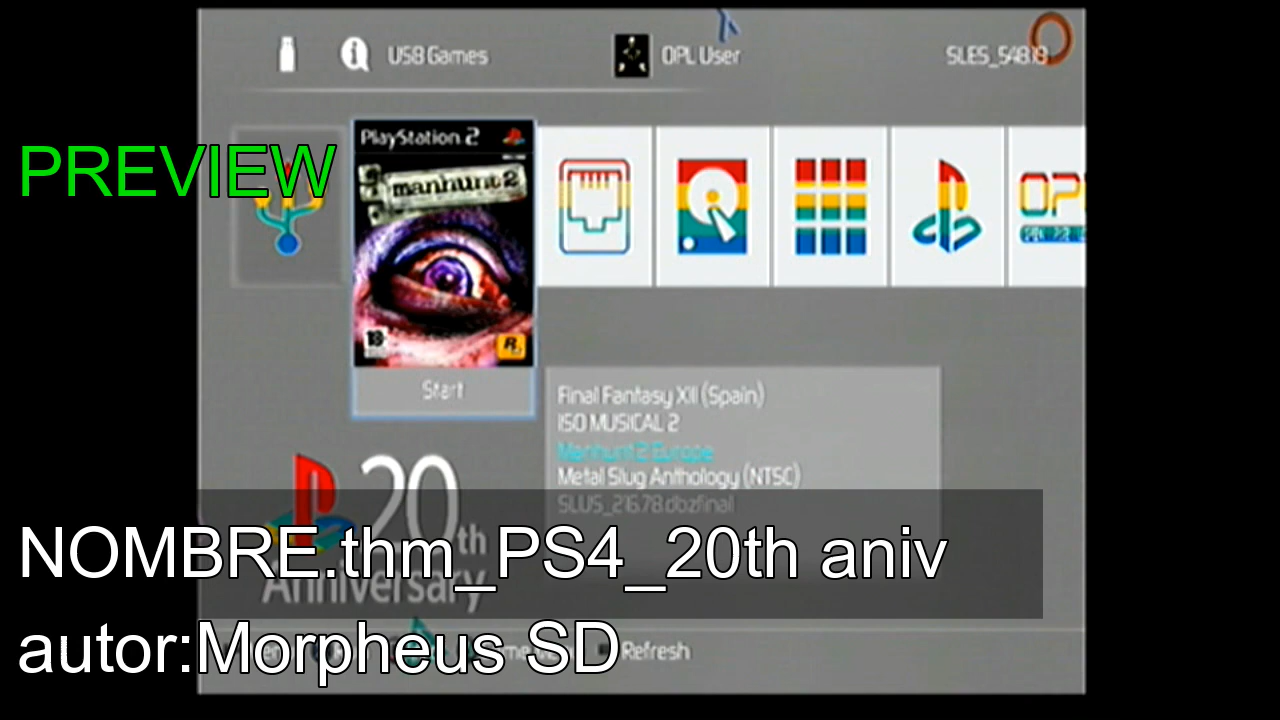 USB Games
OPL User
SLES_548.19
PREVIEW
PlayStation 2
manhunt 2
18
R
OP
Start
Final Fantasy XII (Spain)
ISO MUSICAL 2
Manhunt 2 Europe
Metal Slug Anthology (NTSC)
SLUS_216.78.dbzfinal
20th
Anniversary
NOMBRE.thm_PS4_20th aniv
autor:Morpheus SD
Refresh